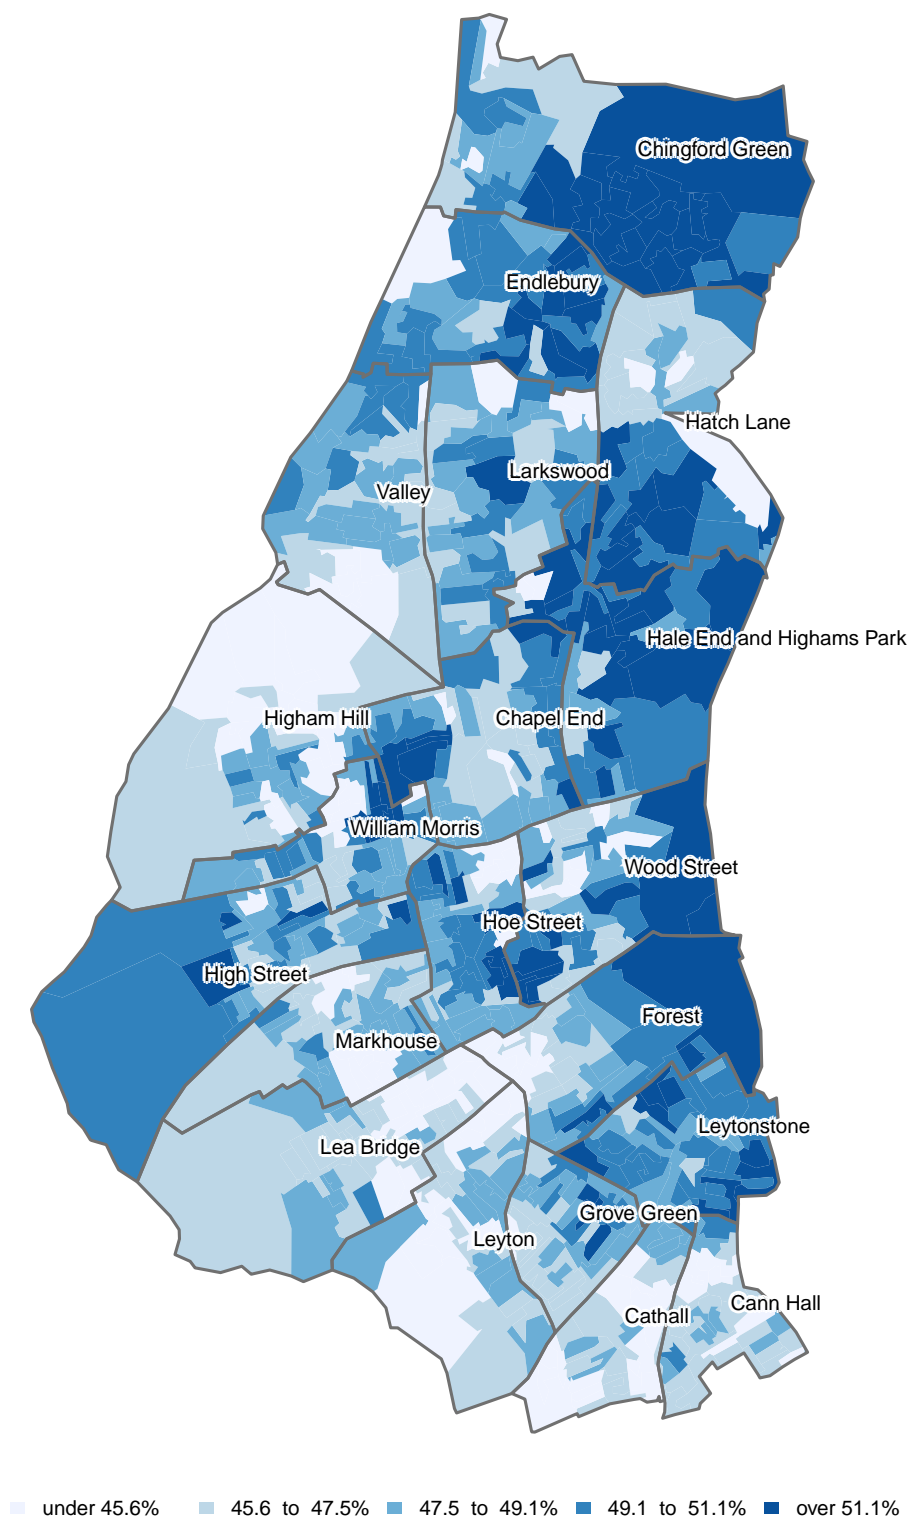 Chingford Green
Endlebury
Hatch Lane
Larkswood
Valley
Hale End and Highams Park
Higham Hill
Chapel End
William Morris
Wood Street
Hoe Street
High Street
Forest
Markhouse
Leytonstone
Lea Bridge
Grove Green
Leyton
Cann Hall
Cathall
under 45.6% 45.6 to 47.5% 47.5 to 49.1% 49.1 to 51.1% over 51.1%